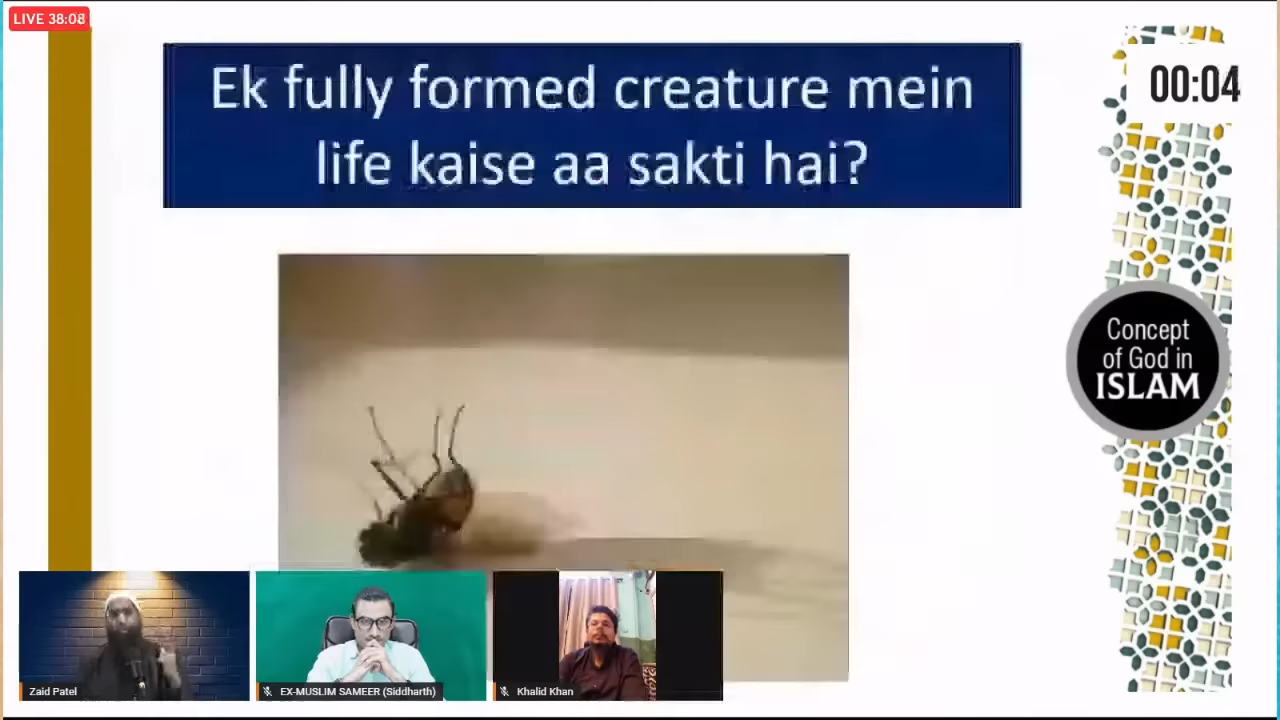 LIVE 38:08
Ek fully formed creature mein
life kaise aa sakti hai?
00:04
Concept
of God in
ISLAM
Zaid Patel
EX-MUSLIM SAMEER (Siddharth)
Khalid Khan